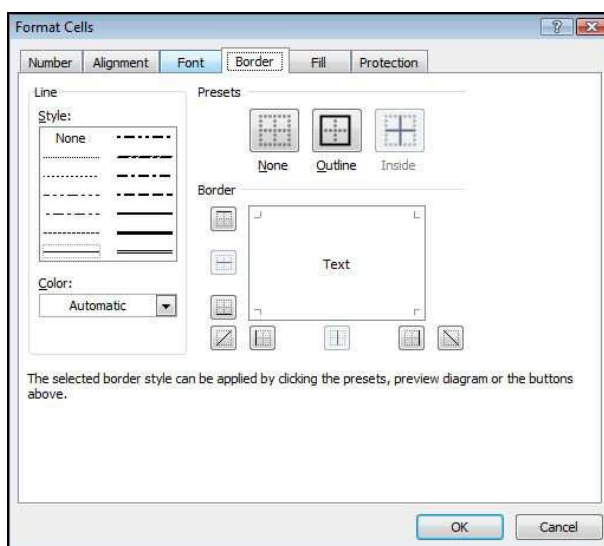 Format Cells
Number Alignment Font Border Fill Protection
Line
Style:
None
Color:
Automatic
Presets
None Outline Inside
Border
Text
The selected border style can be applied by clicking the presets, preview diagram or the buttons
above.
OK Cancel